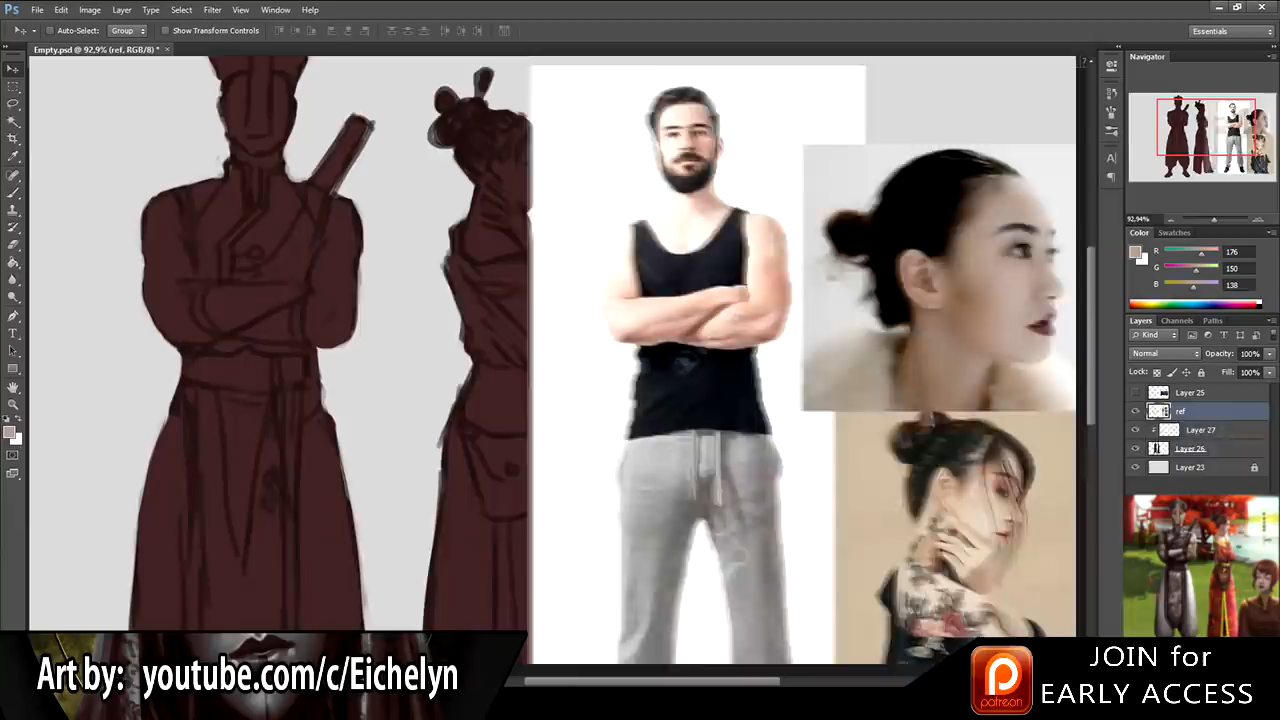 Ps File Edit Image Layer Type Select Filter View Window Help
Auto-Select: Group Show Transform Controls
Essentials
Empty.psd @ 92,9% (ref, RGB/8) * ×
Navigator
92,94%
Color Swatches
R 176
G 150
B 138
Layers Channels Paths
Kind
Normal Opacity: 100%
Lock: Fill: 100%
Layer 25
ref
Layer 27
Layer 26
Layer 23
Art by: youtube.com/c/Eichelyn
patreon
JOIN for
EARLY ACCESS